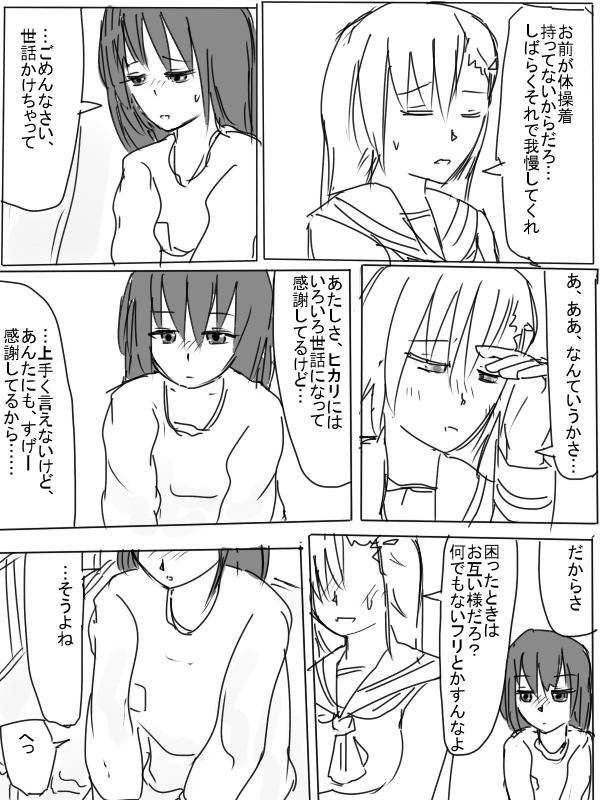 お前が体操着
持ってないからだろ…
しばらくそれで我慢してくれ
…ごめんなさい、
世話かけちゃって
あ、ああ、なんていうかさ…
あたしさ、ヒカリには
いろいろ世話になって
感謝してるけど…
…上手く言えないけど、
あんたにも、すげー
感謝してるから……
だからさ
困ったときは
お互い様だろ？
何でもないフリとかすんなよ
…そうよね
へっ